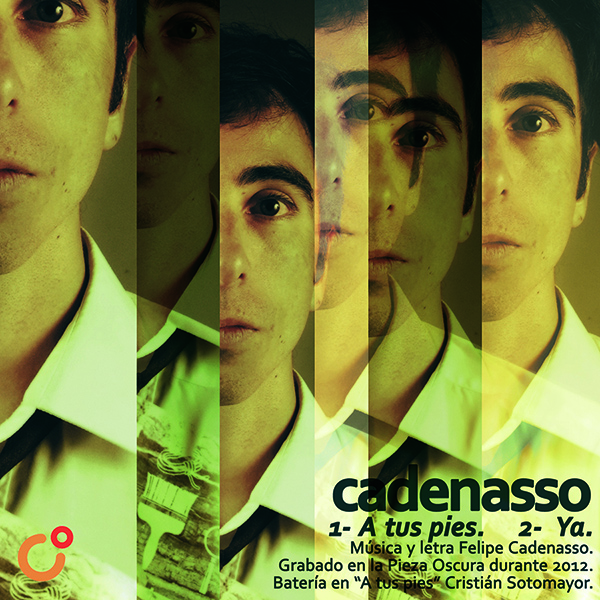 cadenasso
1- A tus pies. 2- Ya.
Música y letra Felipe Cadenasso.
Grabado en la Pieza Oscura durante 2012.
Batería en “A tus pies” Cristián Sotomayor.